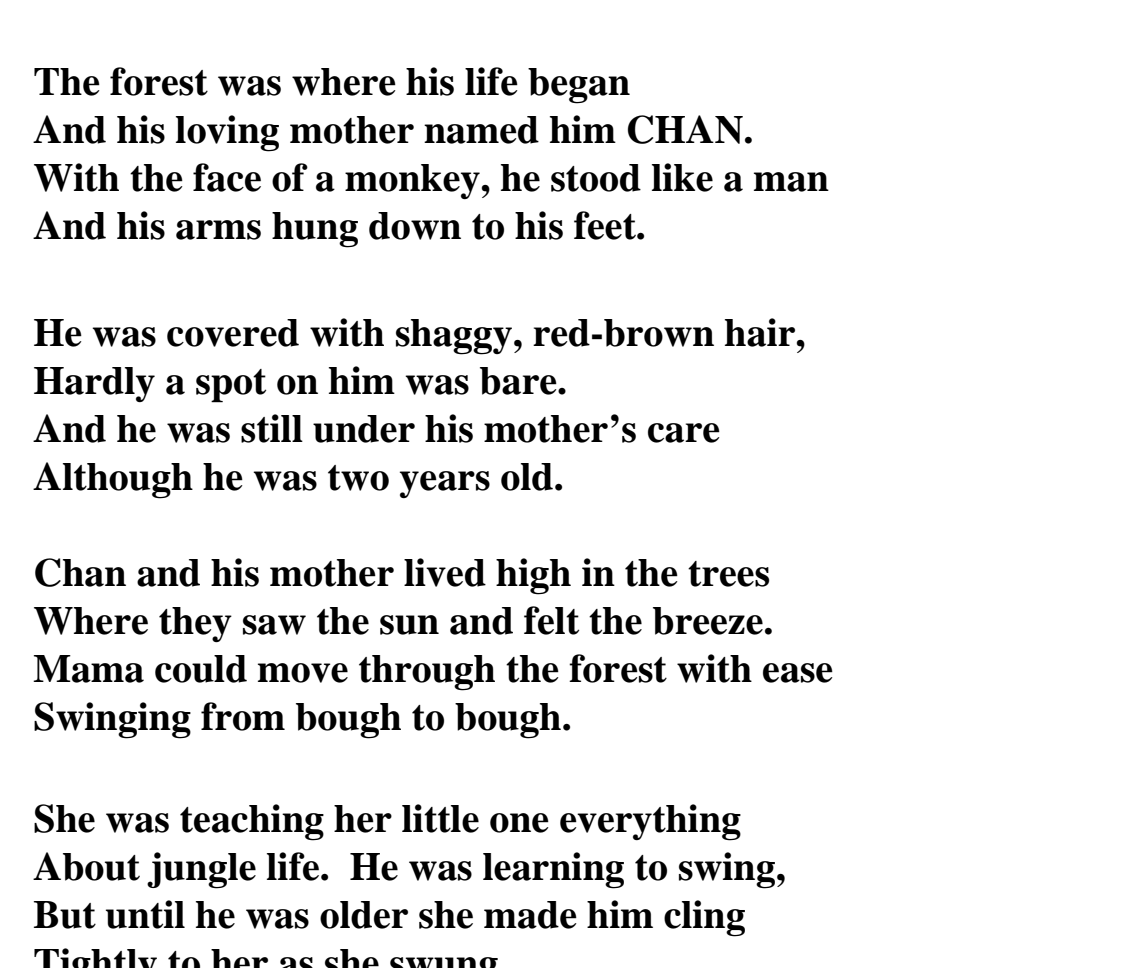 The forest was where his life began
And his loving mother named him CHAN.
With the face of a monkey, he stood like a man
And his arms hung down to his feet.
He was covered with shaggy, red-brown hair,
Hardly a spot on him was bare.
And he was still under his mother’s care
Although he was two years old.
Chan and his mother lived high in the trees
Where they saw the sun and felt the breeze.
Mama could move through the forest with ease
Swinging from bough to bough.
She was teaching her little one everything
About jungle life.  He was learning to swing,
But until he was older she made him cling
Tightly to her as she swung